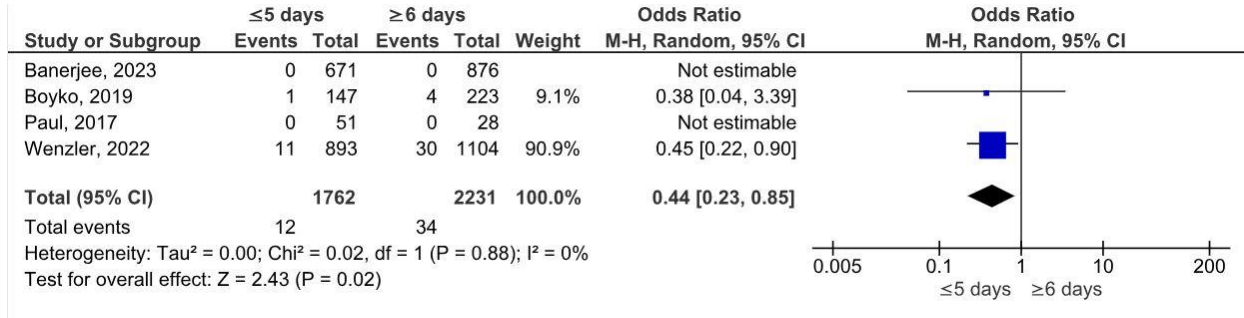 ≤5 days ≥6 days Odds Ratio Odds Ratio
Study or Subgroup Events Total Events Total Weight M-H, Random, 95% CI M-H, Random, 95% CI
Banerjee, 2023 0 671 0 876 Not estimable
Boyko, 2019 1 147 4 223 9.1% 0.38 [0.04, 3.39]
Paul, 2017 0 51 0 28 Not estimable
Wenzler, 2022 11 893 30 1104 90.9% 0.45 [0.22, 0.90]
Total (95% CI) 1762 2231 100.0% 0.44 [0.23, 0.85]
Total events 12 34
Heterogeneity: Tau² = 0.00; Chi² = 0.02, df = 1 (P = 0.88); I² = 0%
Test for overall effect: Z = 2.43 (P = 0.02)
0.005 0.1 1 10 200
≤5 days ≥6 days